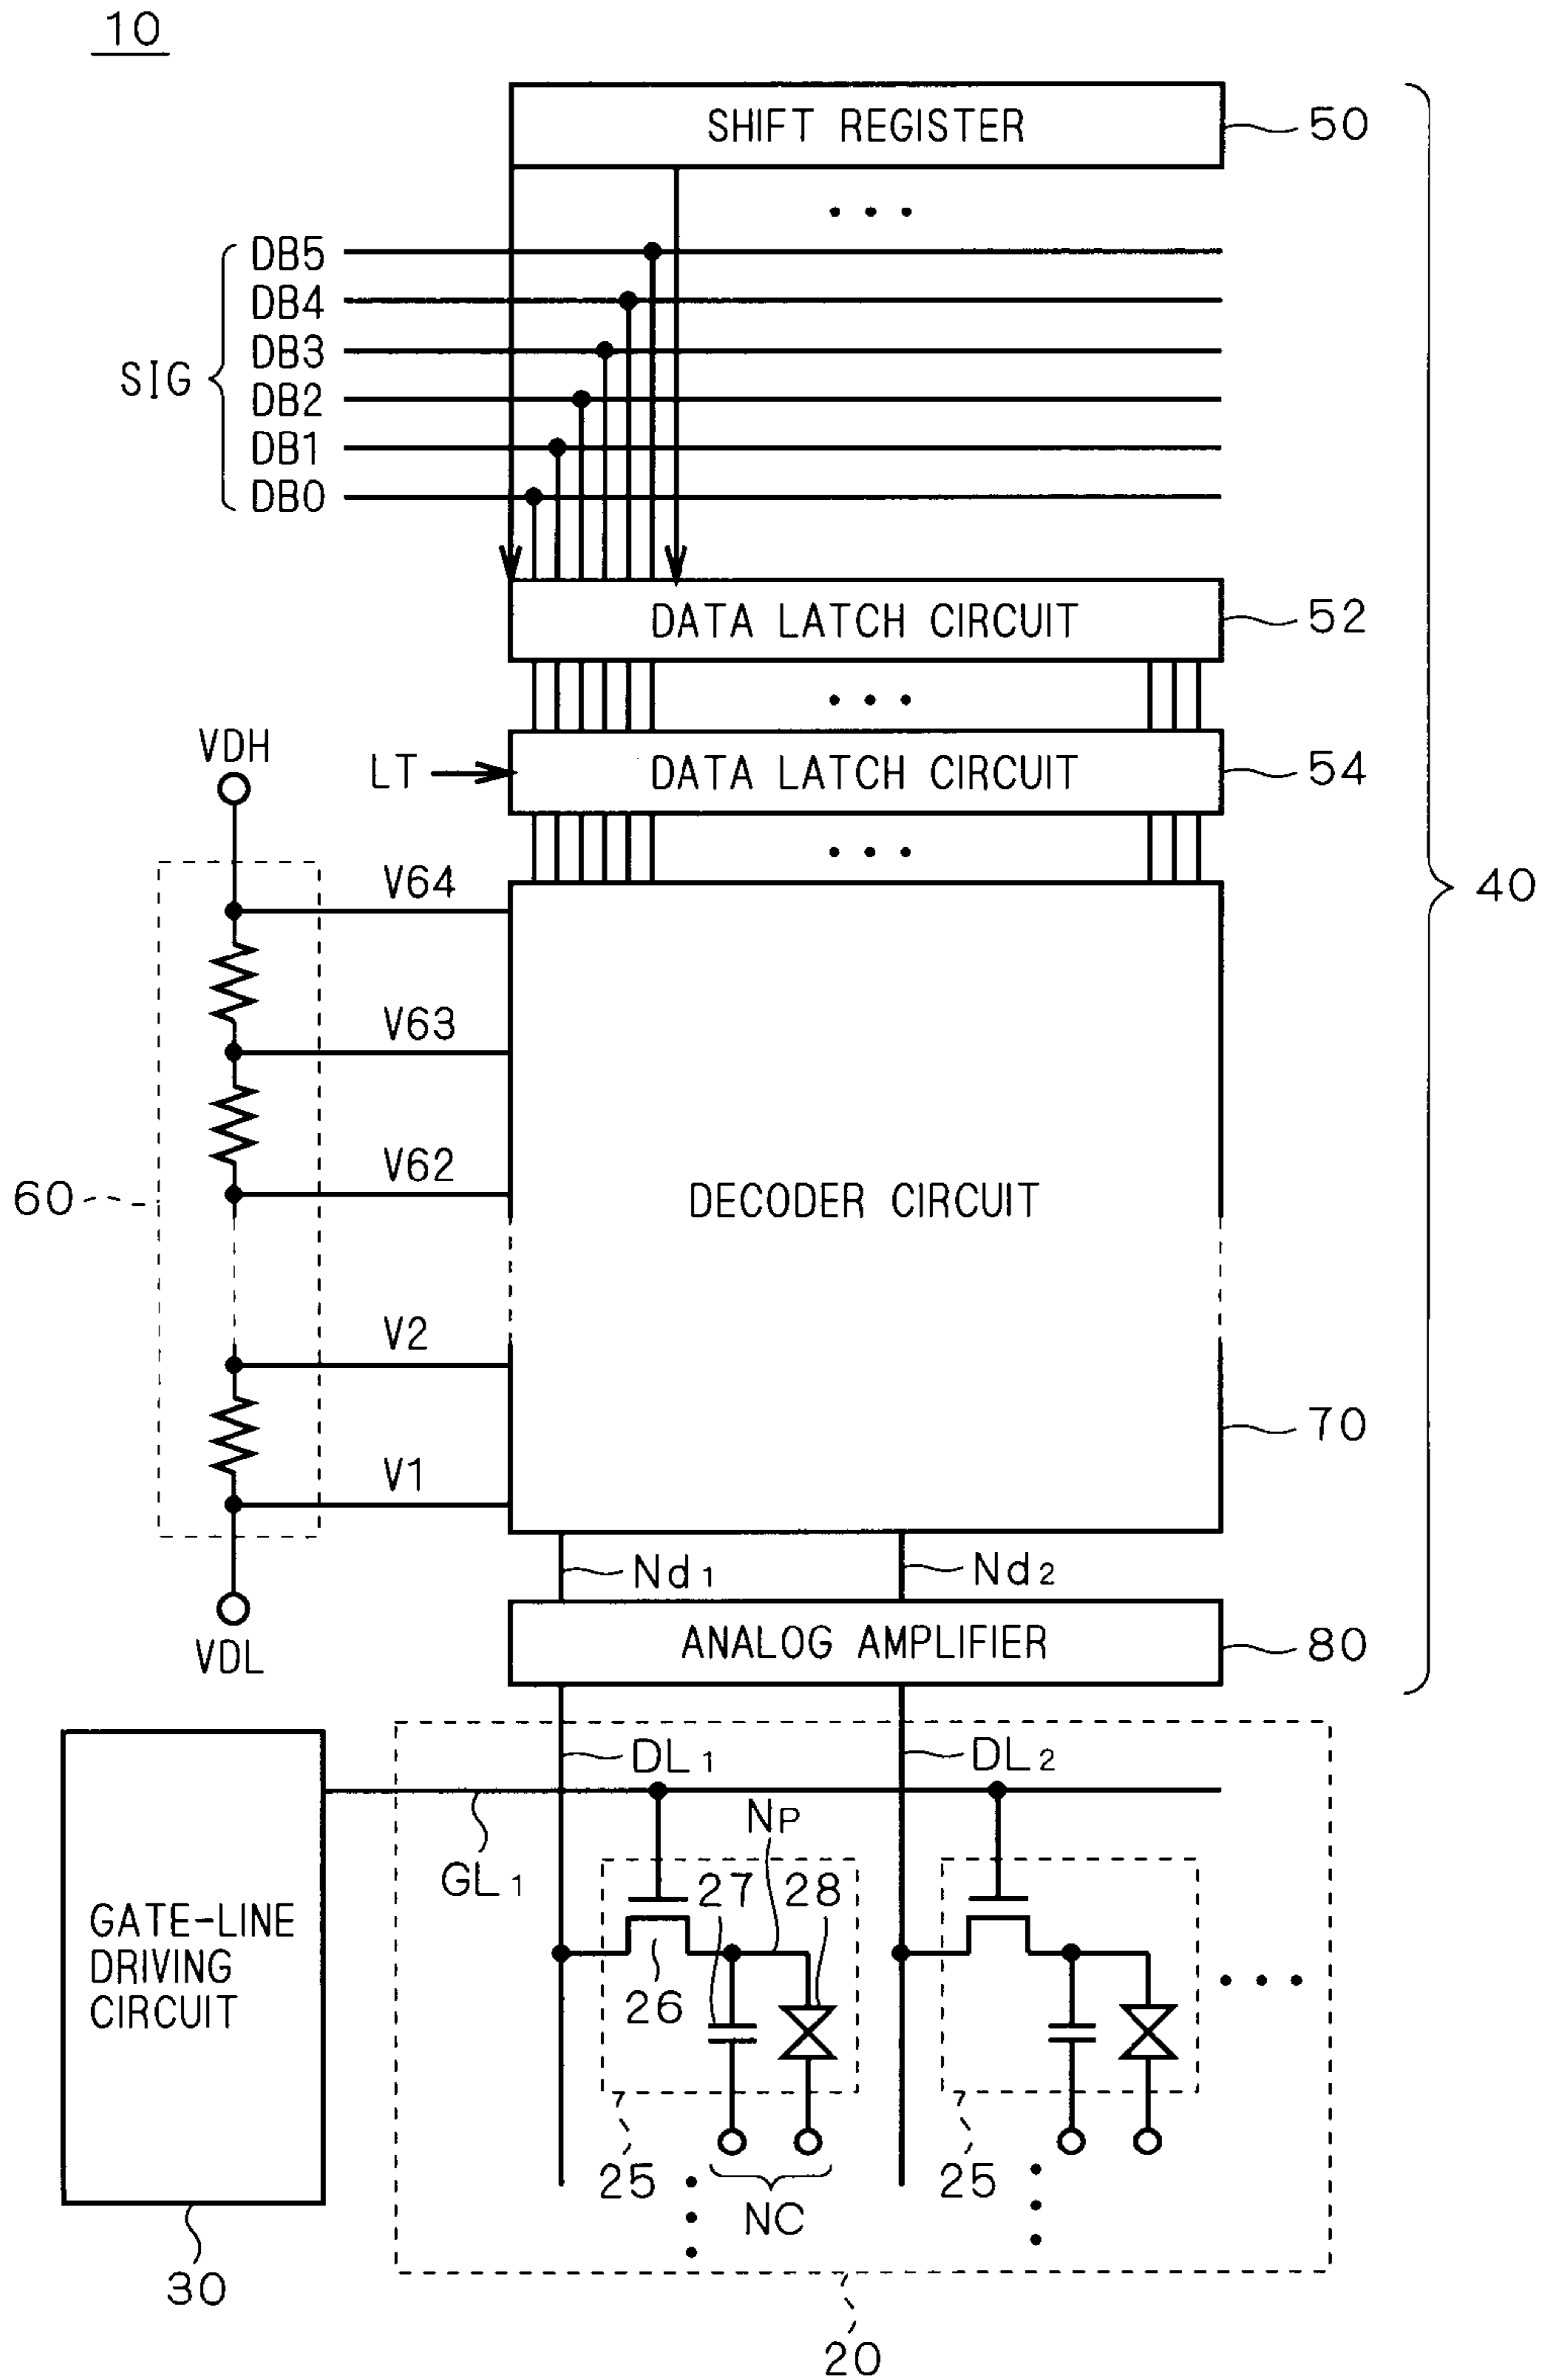 10
SHIFT REGISTER
50
DB5
DB4
DB3
SIG
DB2
DB1
DB0
DATA LATCH CIRCUIT
52
VDH
LT
DATA LATCH CIRCUIT
54
V64
40
V63
V62
60
DECODER CIRCUIT
V2
70
V1
Nd1
Nd2
ANALOG AMPLIFIER
80
VDL
DL1
DL2
NP
GL1
27
28
GATE-LINE
DRIVING
CIRCUIT
26
25
25
NC
30
20